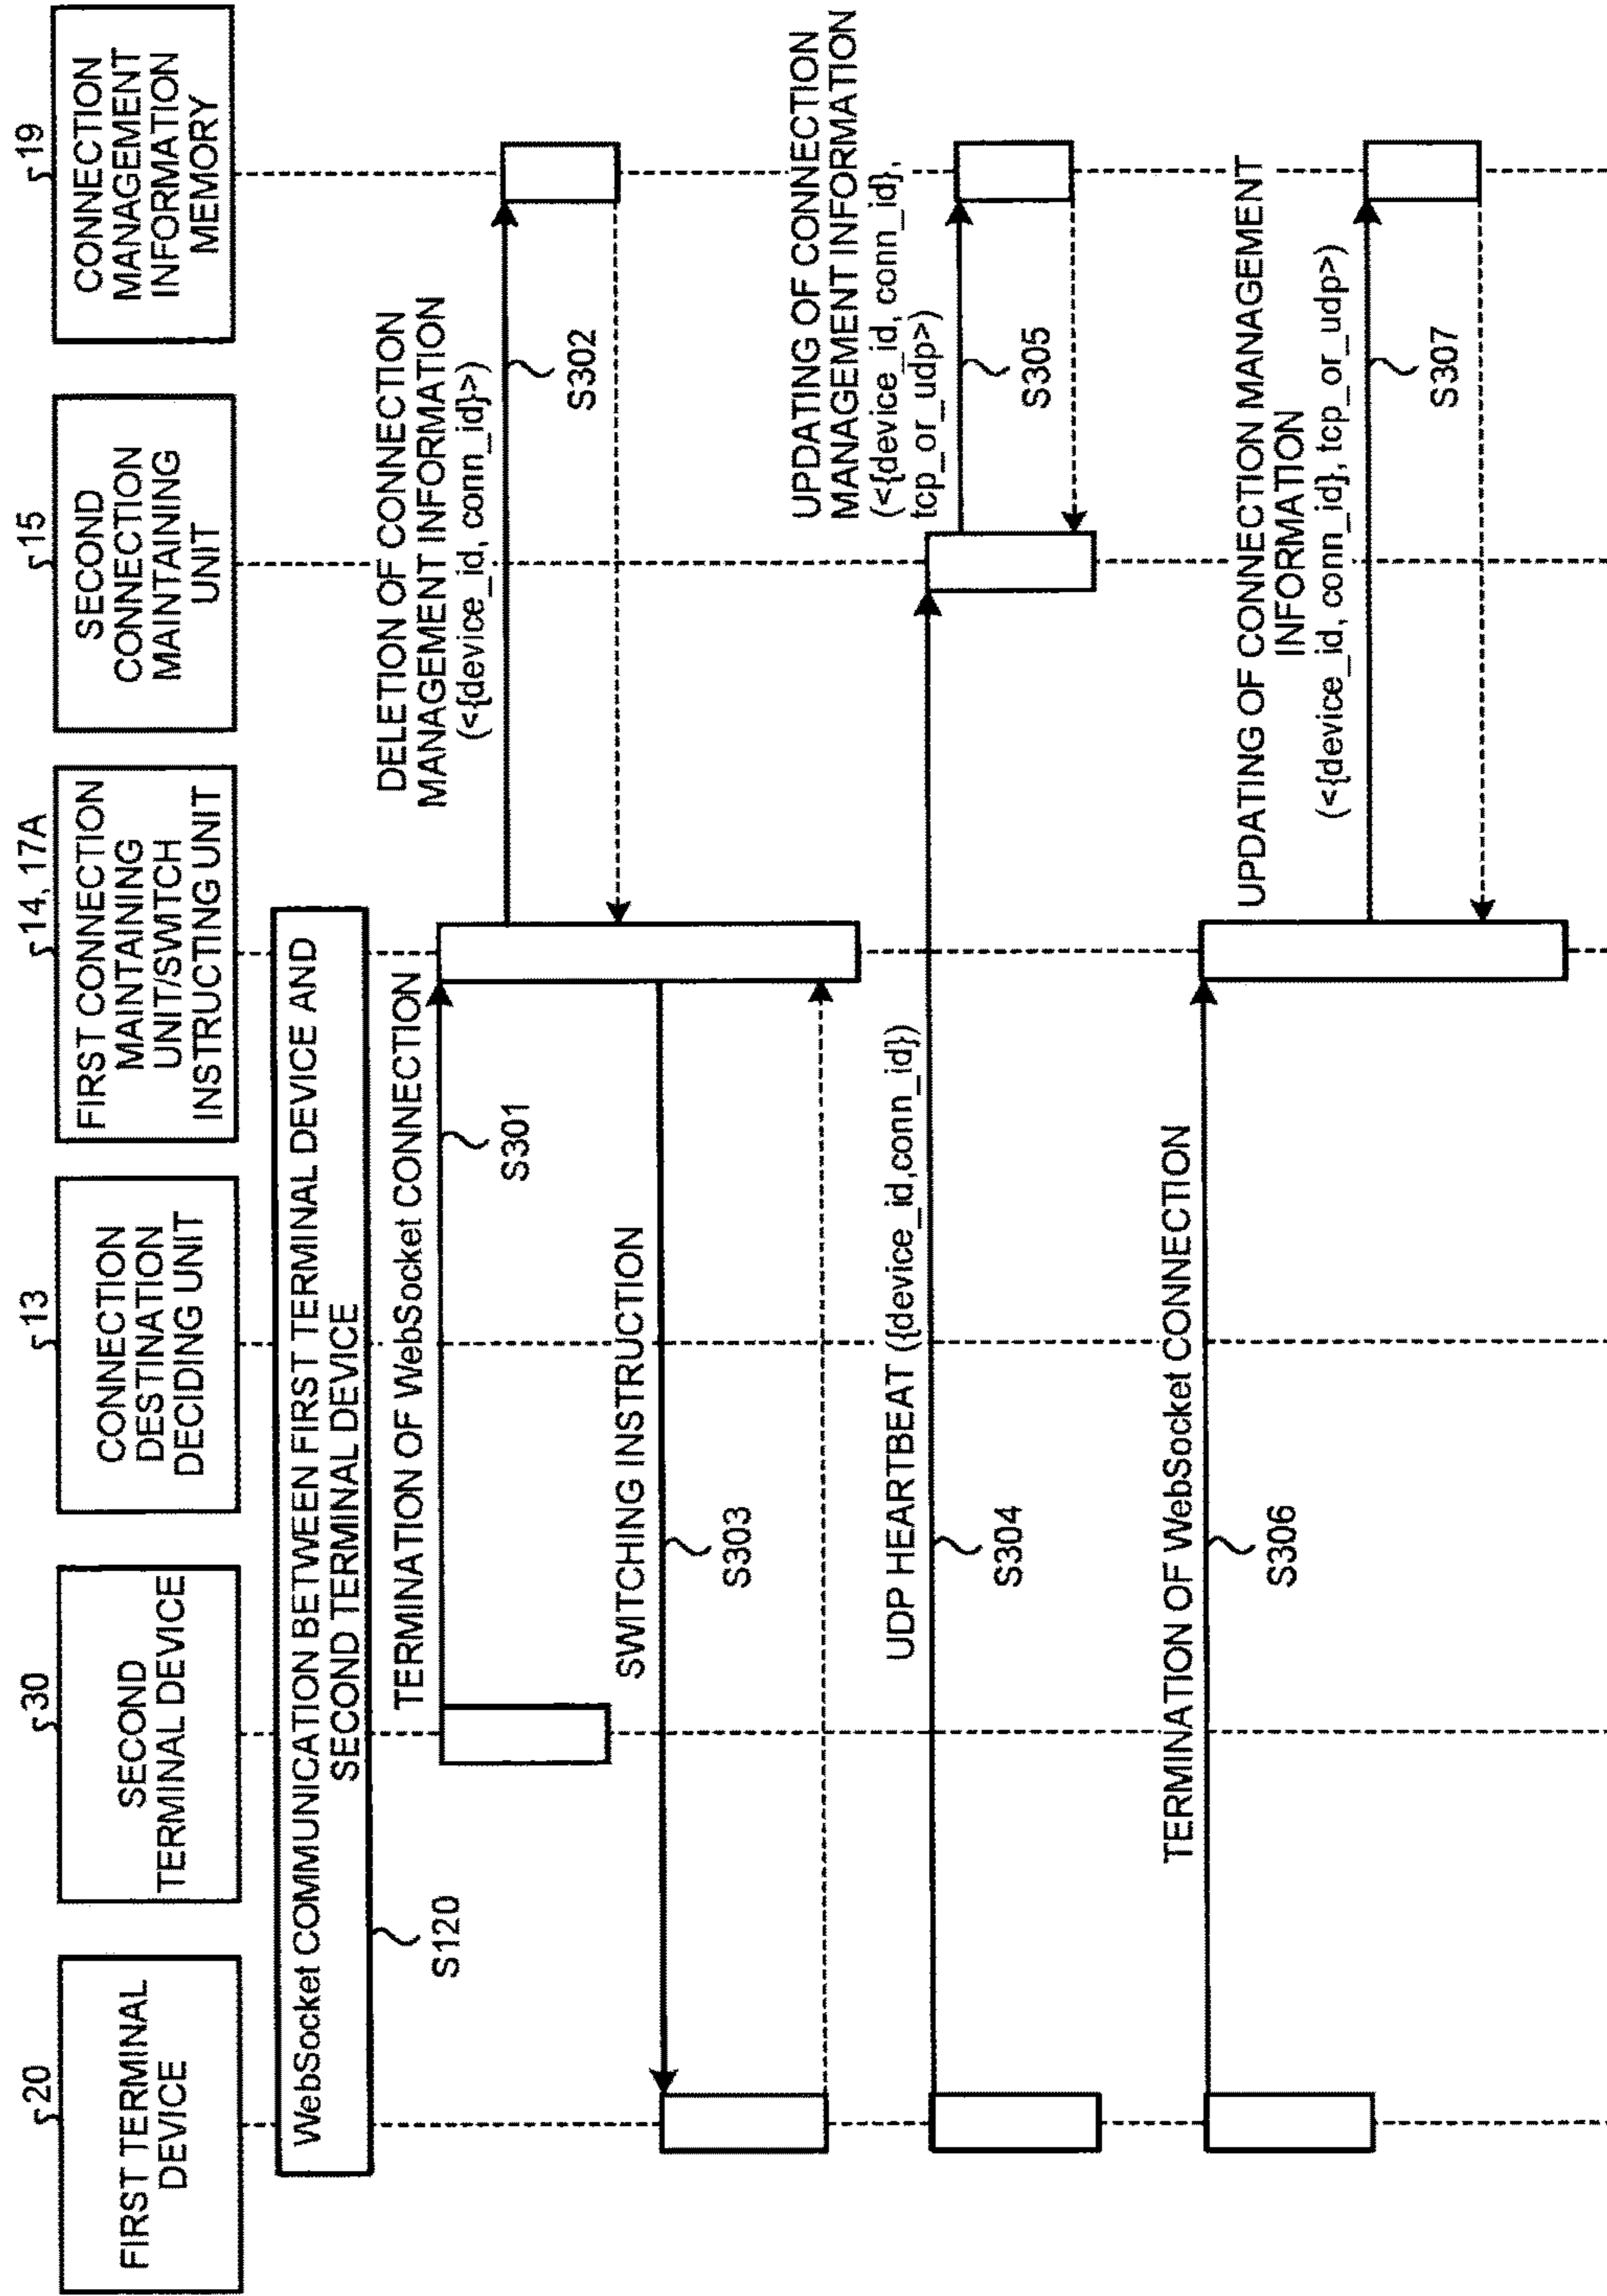 20
FIRST TERMINAL
DEVICE
30
SECOND
TERMINAL DEVICE
13
CONNECTION
DESTINATION
DECIDING UNIT
14, 17A
FIRST CONNECTION
MAINTAINING
UNIT/SWITCH
INSTRUCTING UNIT
15
SECOND
CONNECTION
MAINTAINING
UNIT
19
CONNECTION
MANAGEMENT
INFORMATION
MEMORY
WebSocket COMMUNICATION BETWEEN FIRST TERMINAL DEVICE AND
SECOND TERMINAL DEVICE
S120
TERMINATION OF WebSocket CONNECTION
S301
DELETION OF CONNECTION
MANAGEMENT INFORMATION
(<{device_id, conn_id}>)
S302
SWITCHING INSTRUCTION
S303
UDP HEARTBEAT ({device_id,conn_id})
S304
UPDATING OF CONNECTION
MANAGEMENT INFORMATION
(<{device_id, conn_id},
tcp_or_udp>)
S305
TERMINATION OF WebSocket CONNECTION
S306
UPDATING OF CONNECTION MANAGEMENT
INFORMATION
(<{device_id, conn_id}, tcp_or_udp>)
S307